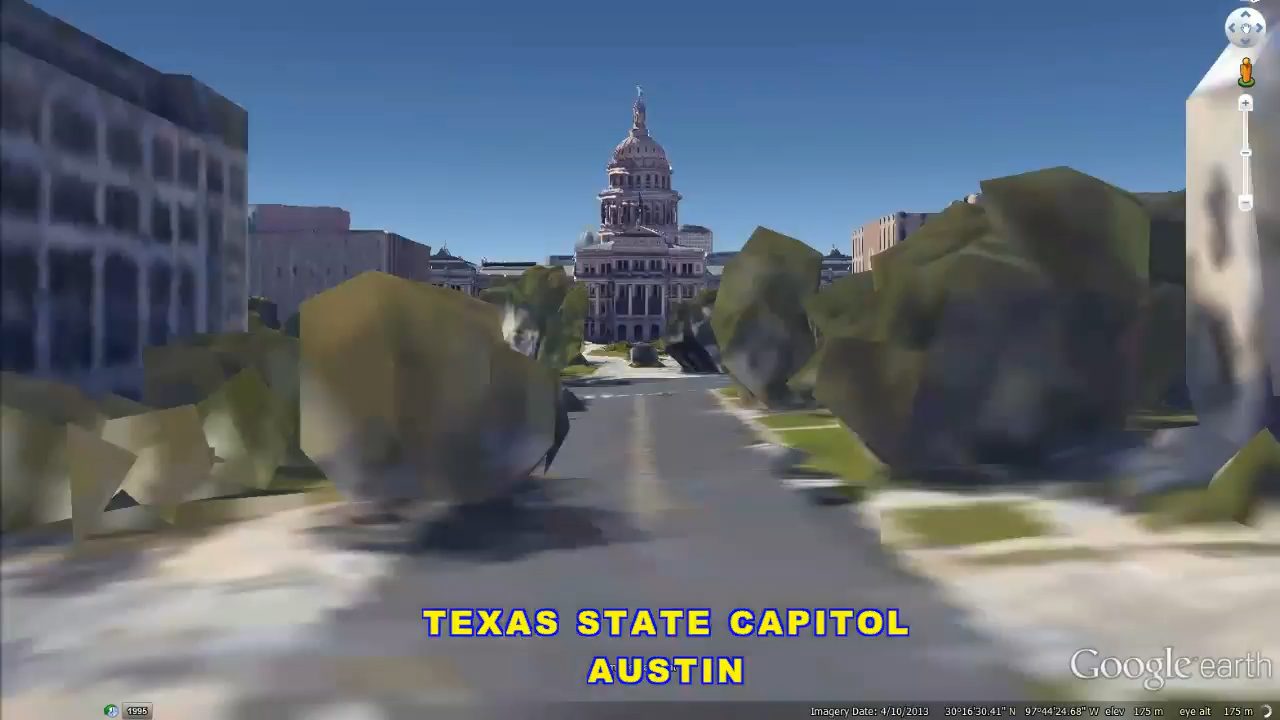 TEXAS STATE CAPITOL
AUSTIN
Google earth
1995
Imagery Date: 4/10/2013 30°16'30.41" N 97°44'24.68" W elev 175 m eye alt 175 m